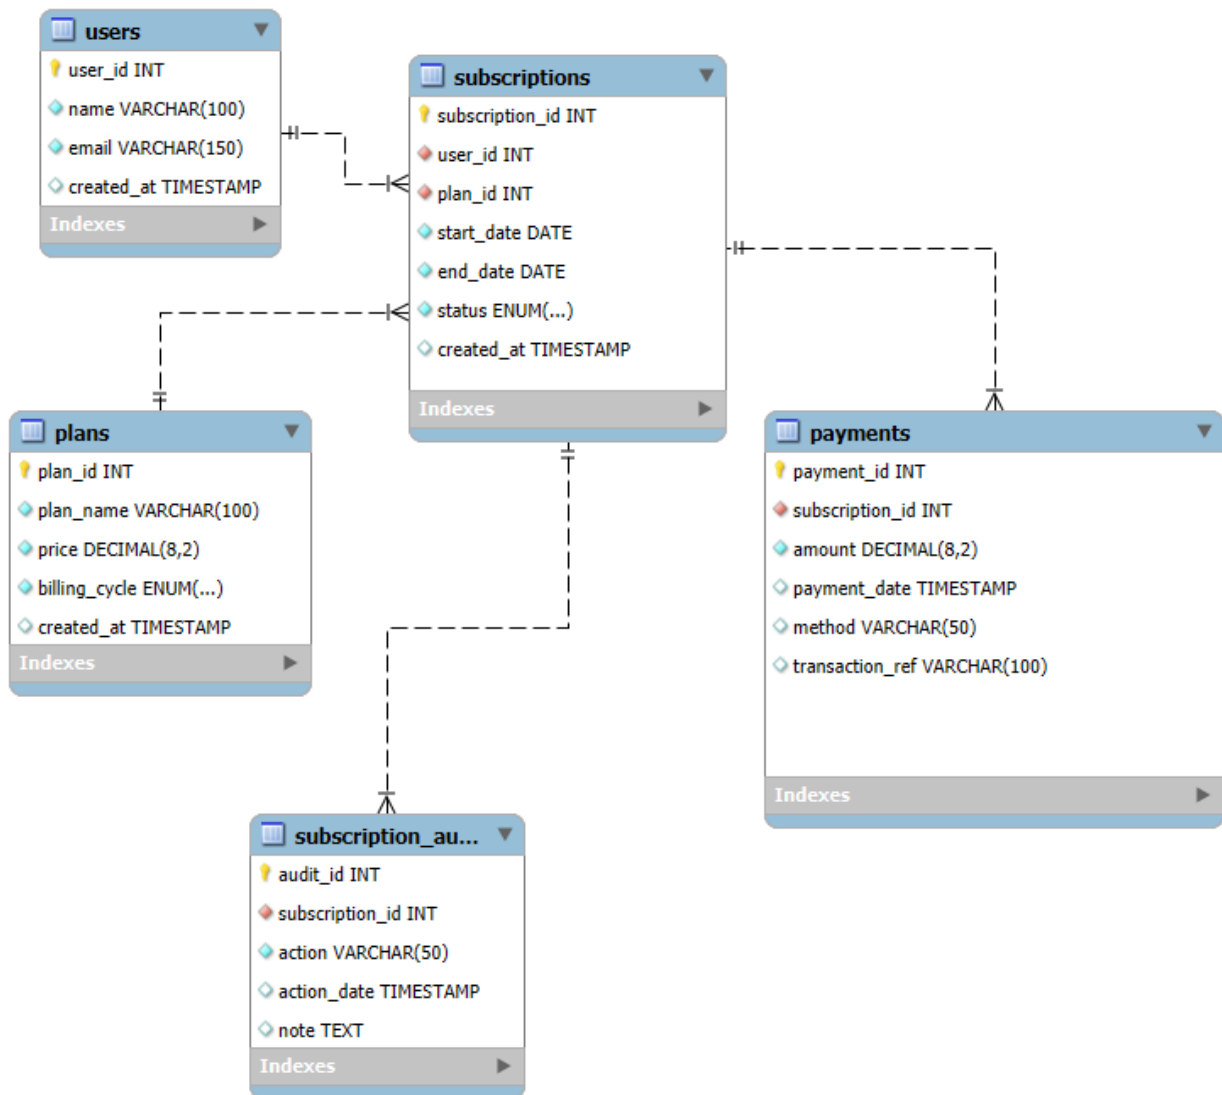 users
user_id INT
name VARCHAR(100)
email VARCHAR(150)
created_at TIMESTAMP
Indexes
subscriptions
subscription_id INT
user_id INT
plan_id INT
start_date DATE
end_date DATE
status ENUM(...)
created_at TIMESTAMP
Indexes
plans
plan_id INT
plan_name VARCHAR(100)
price DECIMAL(8,2)
billing_cycle ENUM(...)
created_at TIMESTAMP
Indexes
payments
payment_id INT
subscription_id INT
amount DECIMAL(8,2)
payment_date TIMESTAMP
method VARCHAR(50)
transaction_ref VARCHAR(100)
Indexes
subscription_au...
audit_id INT
subscription_id INT
action VARCHAR(50)
action_date TIMESTAMP
note TEXT
Indexes